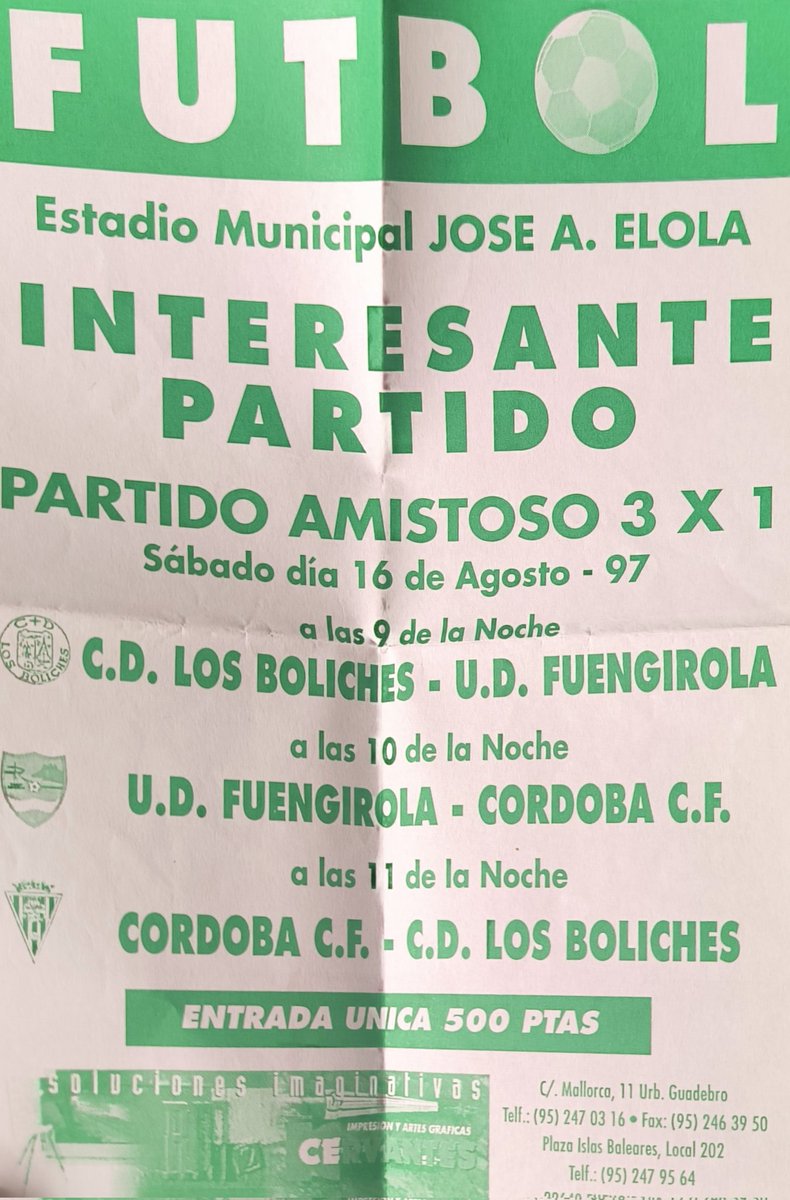 FUTBOL
Estadio Municipal JOSE A. ELOLA
INTERESANTE
PARTIDO
PARTIDO AMISTOSO 3 X 1
Sábado día 16 de Agosto - 97
a las 9 de la Noche
C+D
LOS BOLICHES
C.D. LOS BOLICHES - U.D. FUENGIROLA
a las 10 de la Noche
U.D. FUENGIROLA - CORDOBA C.F.
a las 11 de la Noche
CORDOBA C.F. - C.D. LOS BOLICHES
ENTRADA UNICA 500 PTAS
soluciones imaginativas
IMPRESION Y ARTES GRAFICAS
CERVANTES
C/. Mallorca, 11 Urb. Guadebro
Telf.: (95) 247 03 16 • Fax: (95) 246 39 50
Plaza Islas Baleares, Local 202
Telf.: (95) 247 95 64